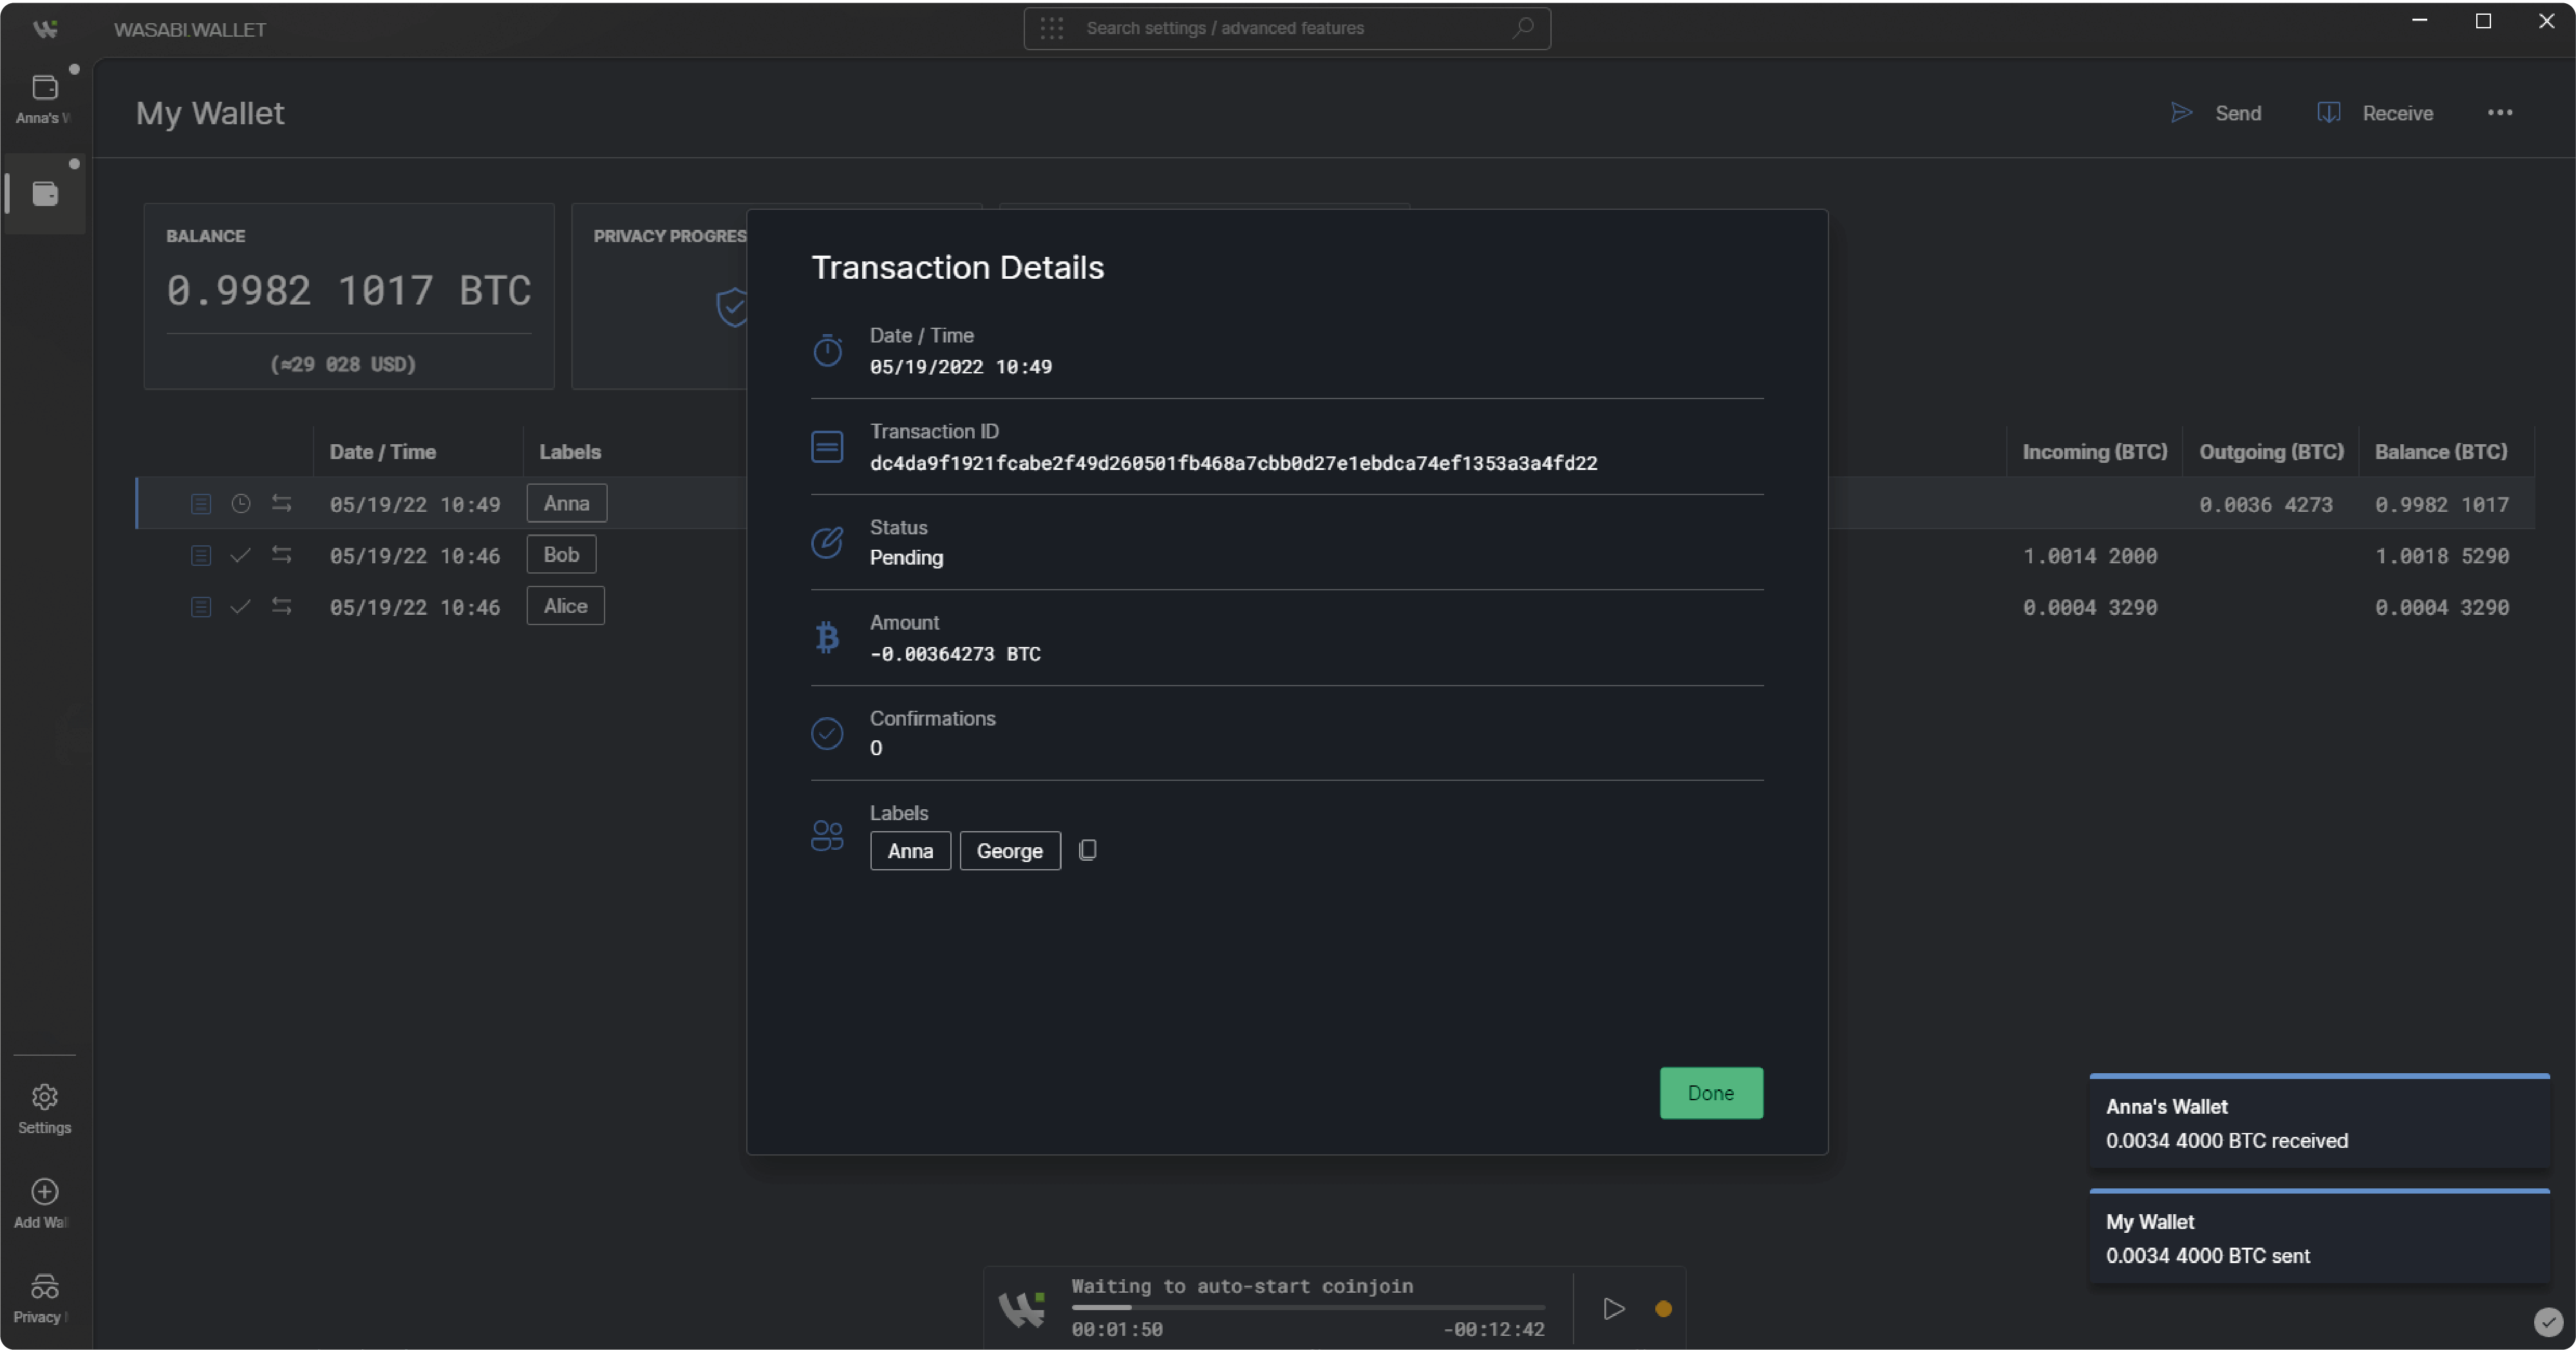 WASABI.WALLET
Search settings / advanced features
Anna's W
My Wallet
Send
Receive
BALANCE
0.9982 1017 BTC
(≈29 028 USD)
PRIVACY PROGRES
Date / Time
Labels
Incoming (BTC)
Outgoing (BTC)
Balance (BTC)
05/19/22 10:49
Anna
0.0036 4273
0.9982 1017
05/19/22 10:46
Bob
1.0014 2000
1.0018 5290
05/19/22 10:46
Alice
0.0004 3290
0.0004 3290
Transaction Details
Date / Time
05/19/2022 10:49
Transaction ID
dc4da9f1921fcabe2f49d260501fb468a7cbb0d27e1ebdca74ef1353a3a4fd22
Status
Pending
Amount
-0.00364273 BTC
Confirmations
0
Labels
Anna George
Done
Settings
Add Wal
Privacy
Anna's Wallet
0.0034 4000 BTC received
My Wallet
0.0034 4000 BTC sent
Waiting to auto-start coinjoin
00:01:50
-00:12:42